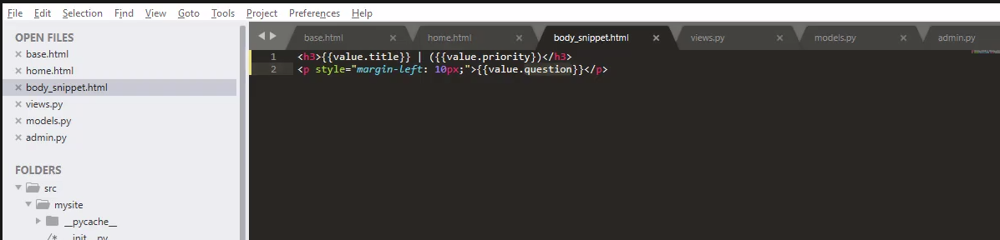 File Edit Selection Find View Goto Tools Project Preferences Help
OPEN FILES
base.html
home.html
body_snippet.html
views.py
models.py
admin.py
FOLDERS
src
mysite
__pycache__
/* __init__.py
base.html home.html body_snippet.html views.py models.py admin.py
1 <h3>{{value.title}} | ({{value.priority})</h3>
2 <p style="margin-left: 10px;">{{value.question}}</p>